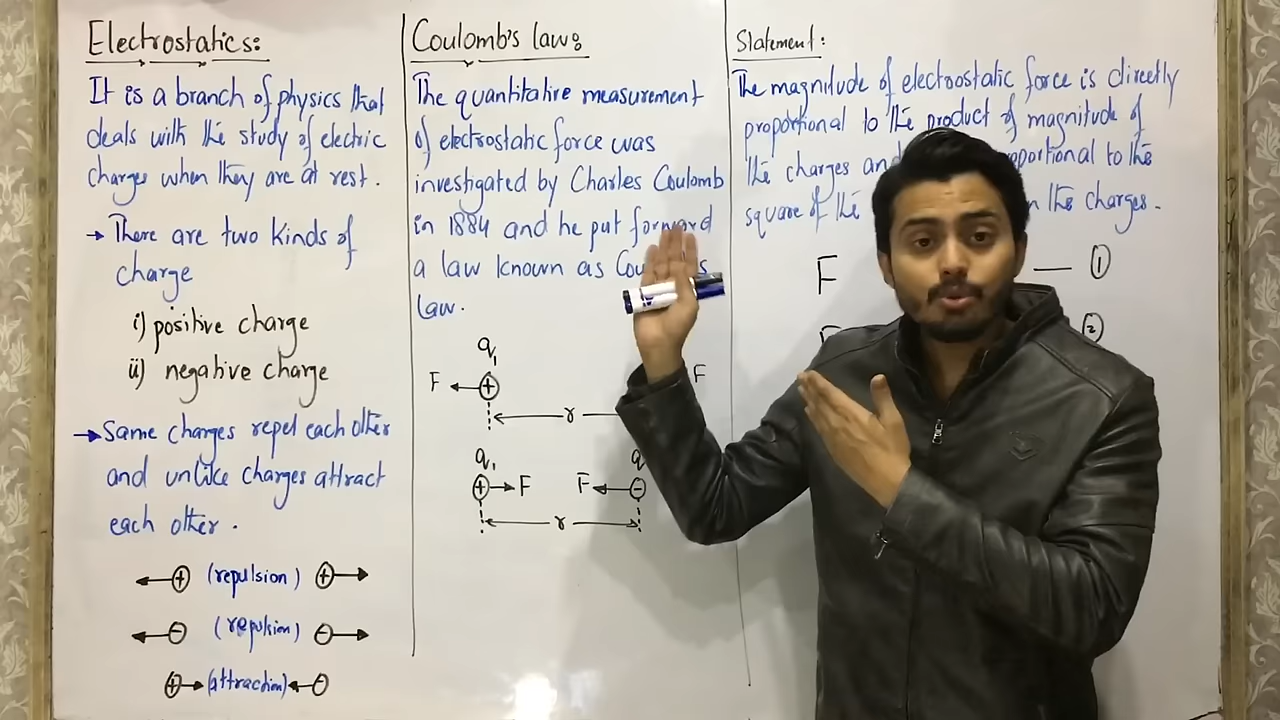 Electrostatics:
It is a branch of physics that
deals with the study of electric
charges when they are at rest.
→ There are two kinds of
charge
i) positive charge
ii) negative charge
→ Same charges repel each other
and unlike charges attract
each other.
+ (repulsion) +
- (repulsion) -
+ (attraction) -
Coulomb's law:
The quantitative measurement
of electrostatic force was
investigated by Charles Coulomb
in 1884 and he put forward
a law known as
law.
q1
F + F
r
q1 q
+ F F -
r
Statement:
The magnitude of electrostatic force is directly
proportional to the product of magnitude of
the charges and proportional to the
square of the the charges.
F — 1
2